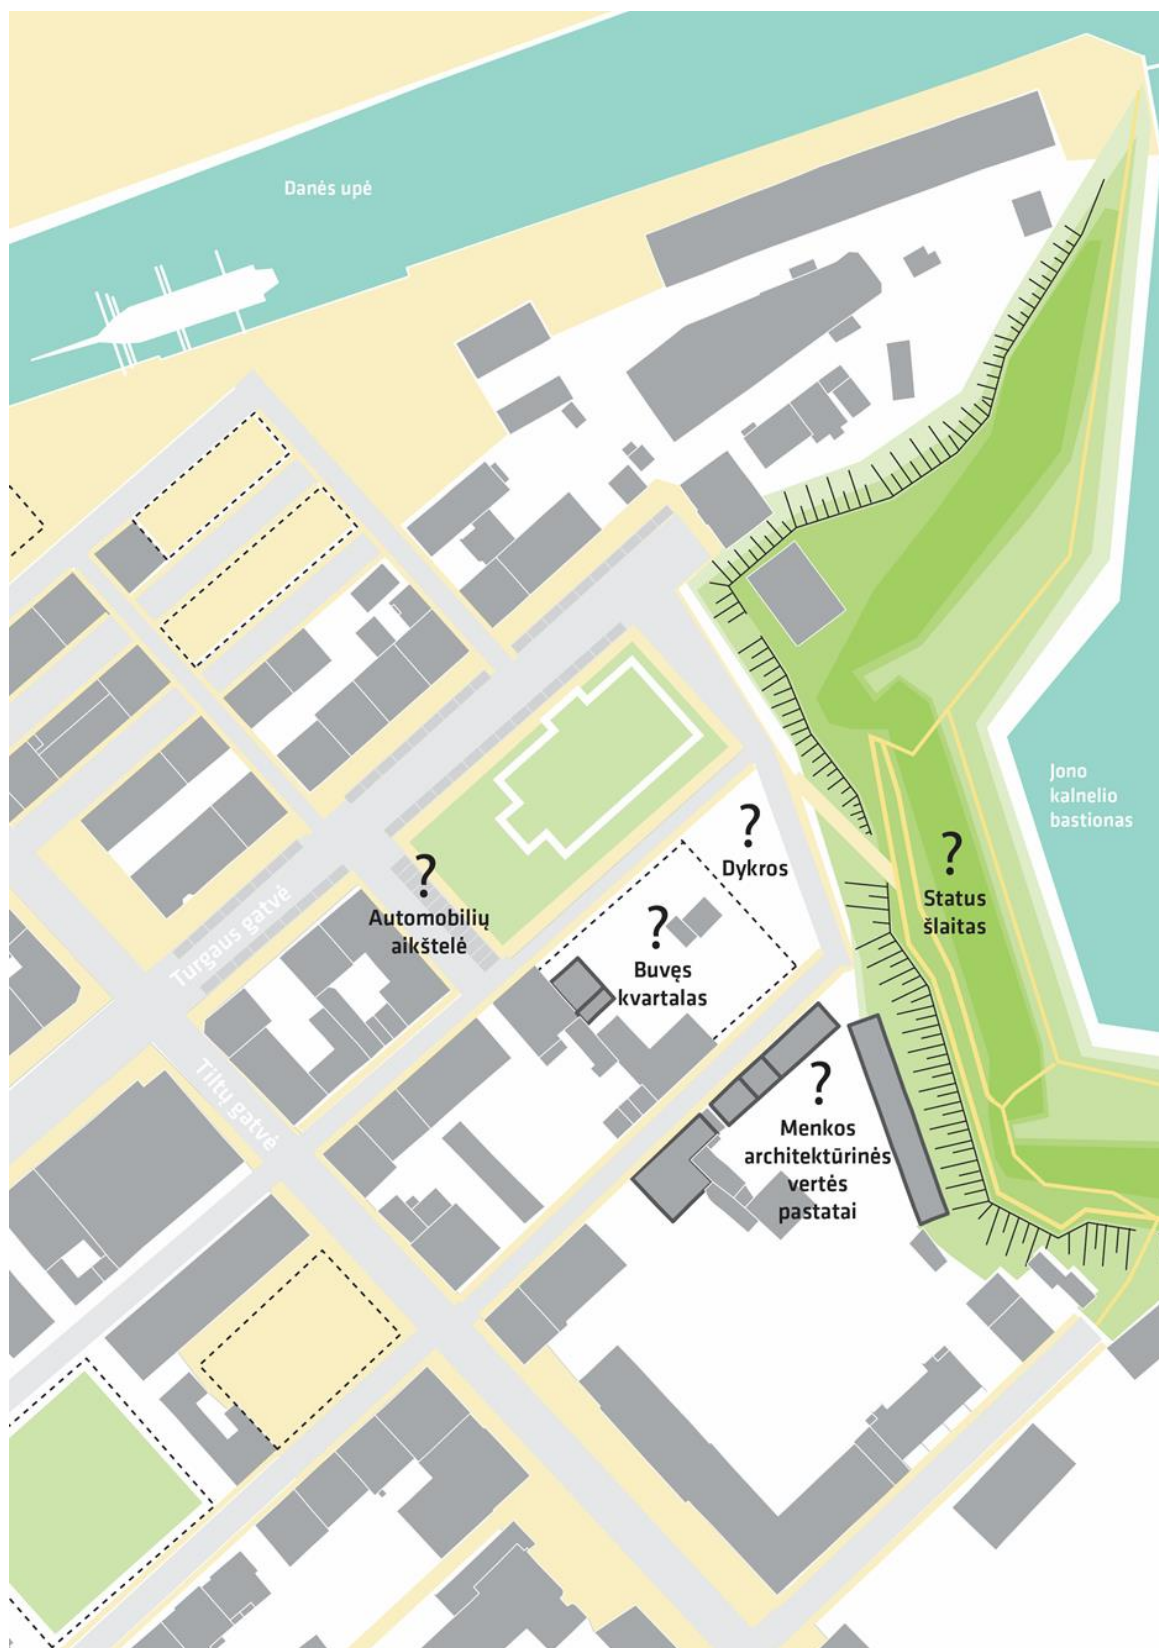 Danės upė
Jono
kalnelio
bastionas
?
Dykros
?
Status
šlaitas
?
Automobilių
aikštelė
?
Buvęs
kvartalas
Turgaus gatvė
Tiltų gatvė
?
Menkos
architektūrinės
vertės
pastatai